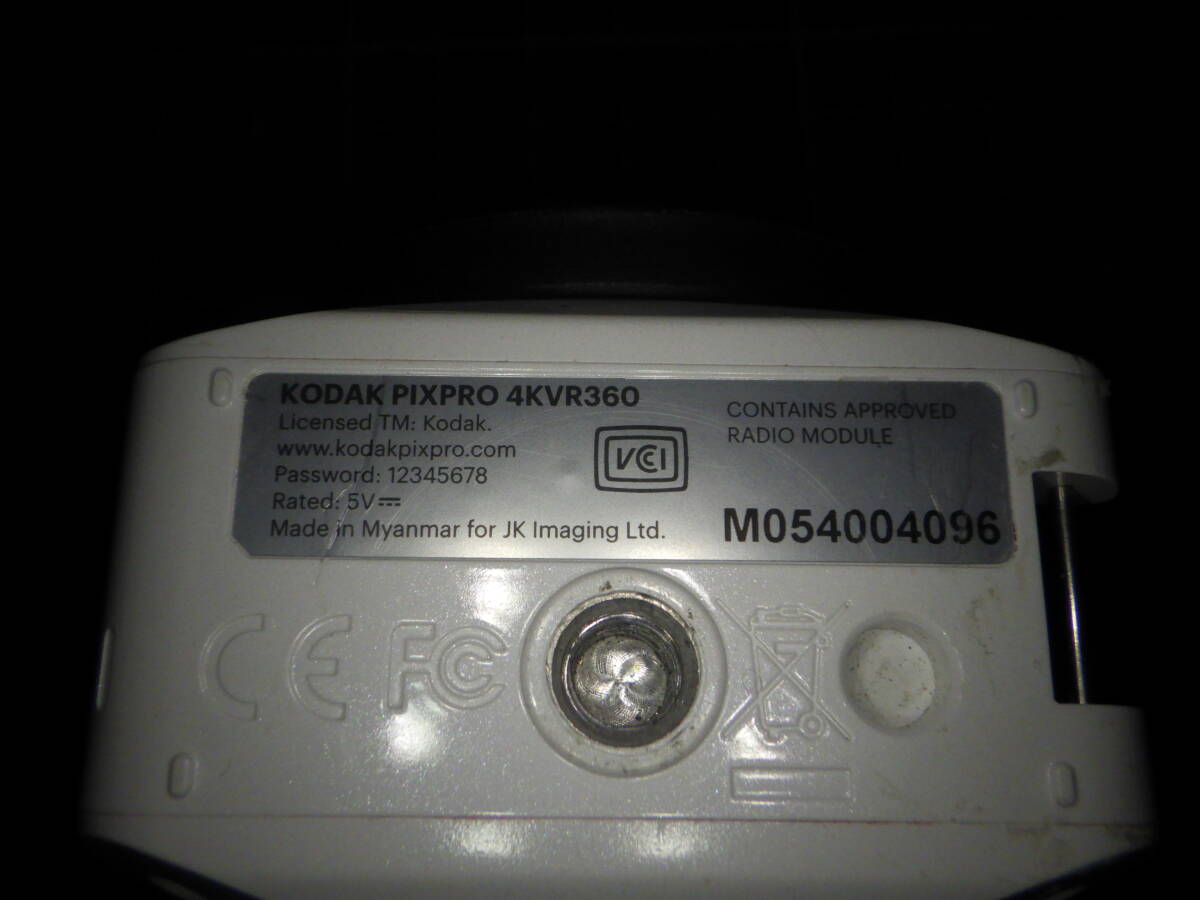 KODAK PIXPRO 4KVR360
Licensed TM: Kodak.
www.kodakpixpro.com
Password: 12345678
Rated: 5V⎓
Made in Myanmar for JK Imaging Ltd.
VCCI
CONTAINS APPROVED
RADIO MODULE
M054004096
CE FC